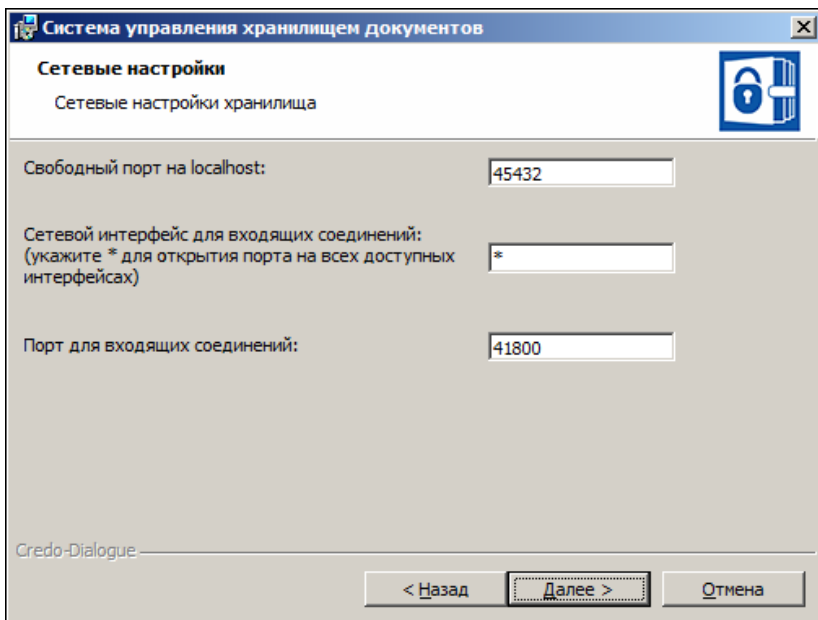 Система управления хранилищем документов
Сетевые настройки
Сетевые настройки хранилища
Свободный порт на localhost:
45432
Сетевой интерфейс для входящих соединений:
(укажите * для открытия порта на всех доступных
интерфейсах)
*
Порт для входящих соединений:
41800
Credo-Dialogue
< Назад
Далее >
Отмена